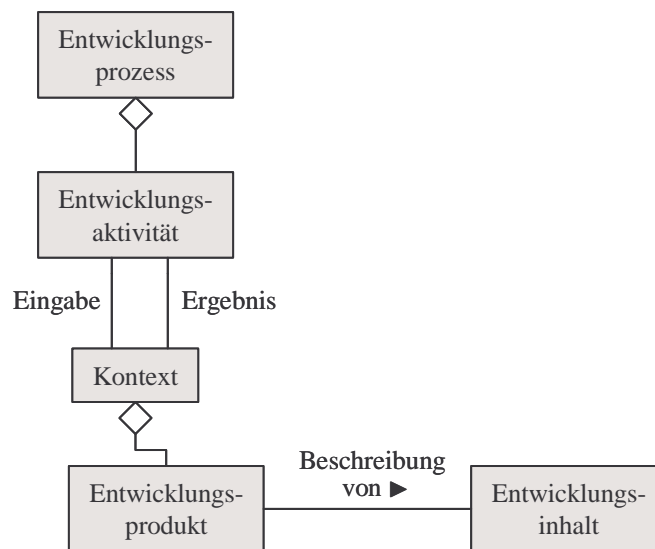 Entwicklungs-
prozess
Entwicklungs-
aktivität
Eingabe
Ergebnis
Kontext
Beschreibung
von ►
Entwicklungs-
produkt
Entwicklungs-
inhalt